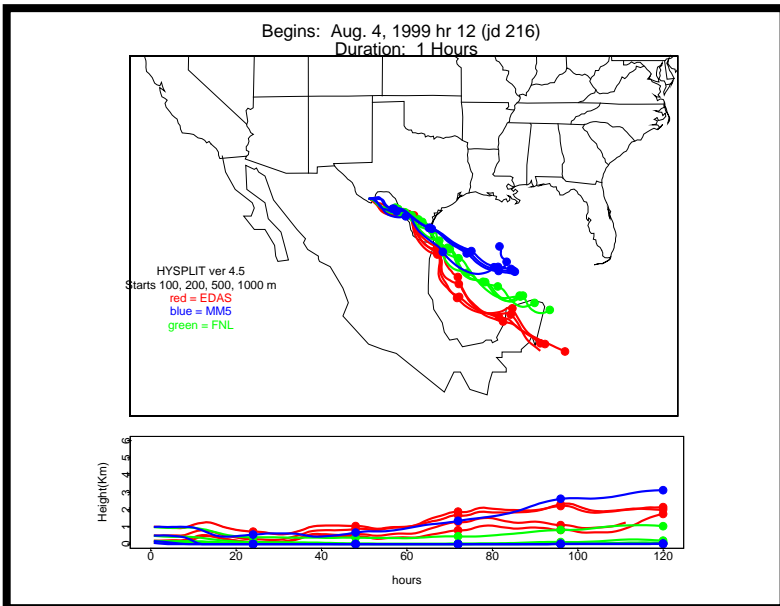 Begins:  Aug. 4, 1999 hr 12 (jd 216)
Duration:  1 Hours
HYSPLIT ver 4.5
Starts 100, 200, 500, 1000 m
red = EDAS
blue = MM5
green = FNL
Height(Km)
6
5
4
3
2
1
0
0 20 40 60 80 100 120
hours